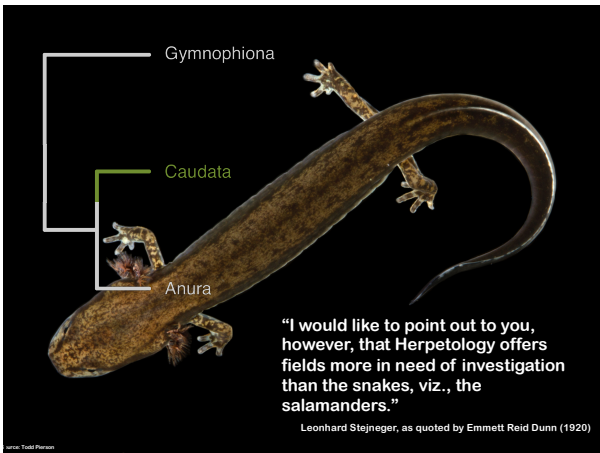 Gymnophiona
Caudata
Anura
“I would like to point out to you,
however, that Herpetology offers
fields more in need of investigation
than the snakes, viz., the
salamanders.”
Leonhard Stejneger, as quoted by Emmett Reid Dunn (1920)
Todd Pierson